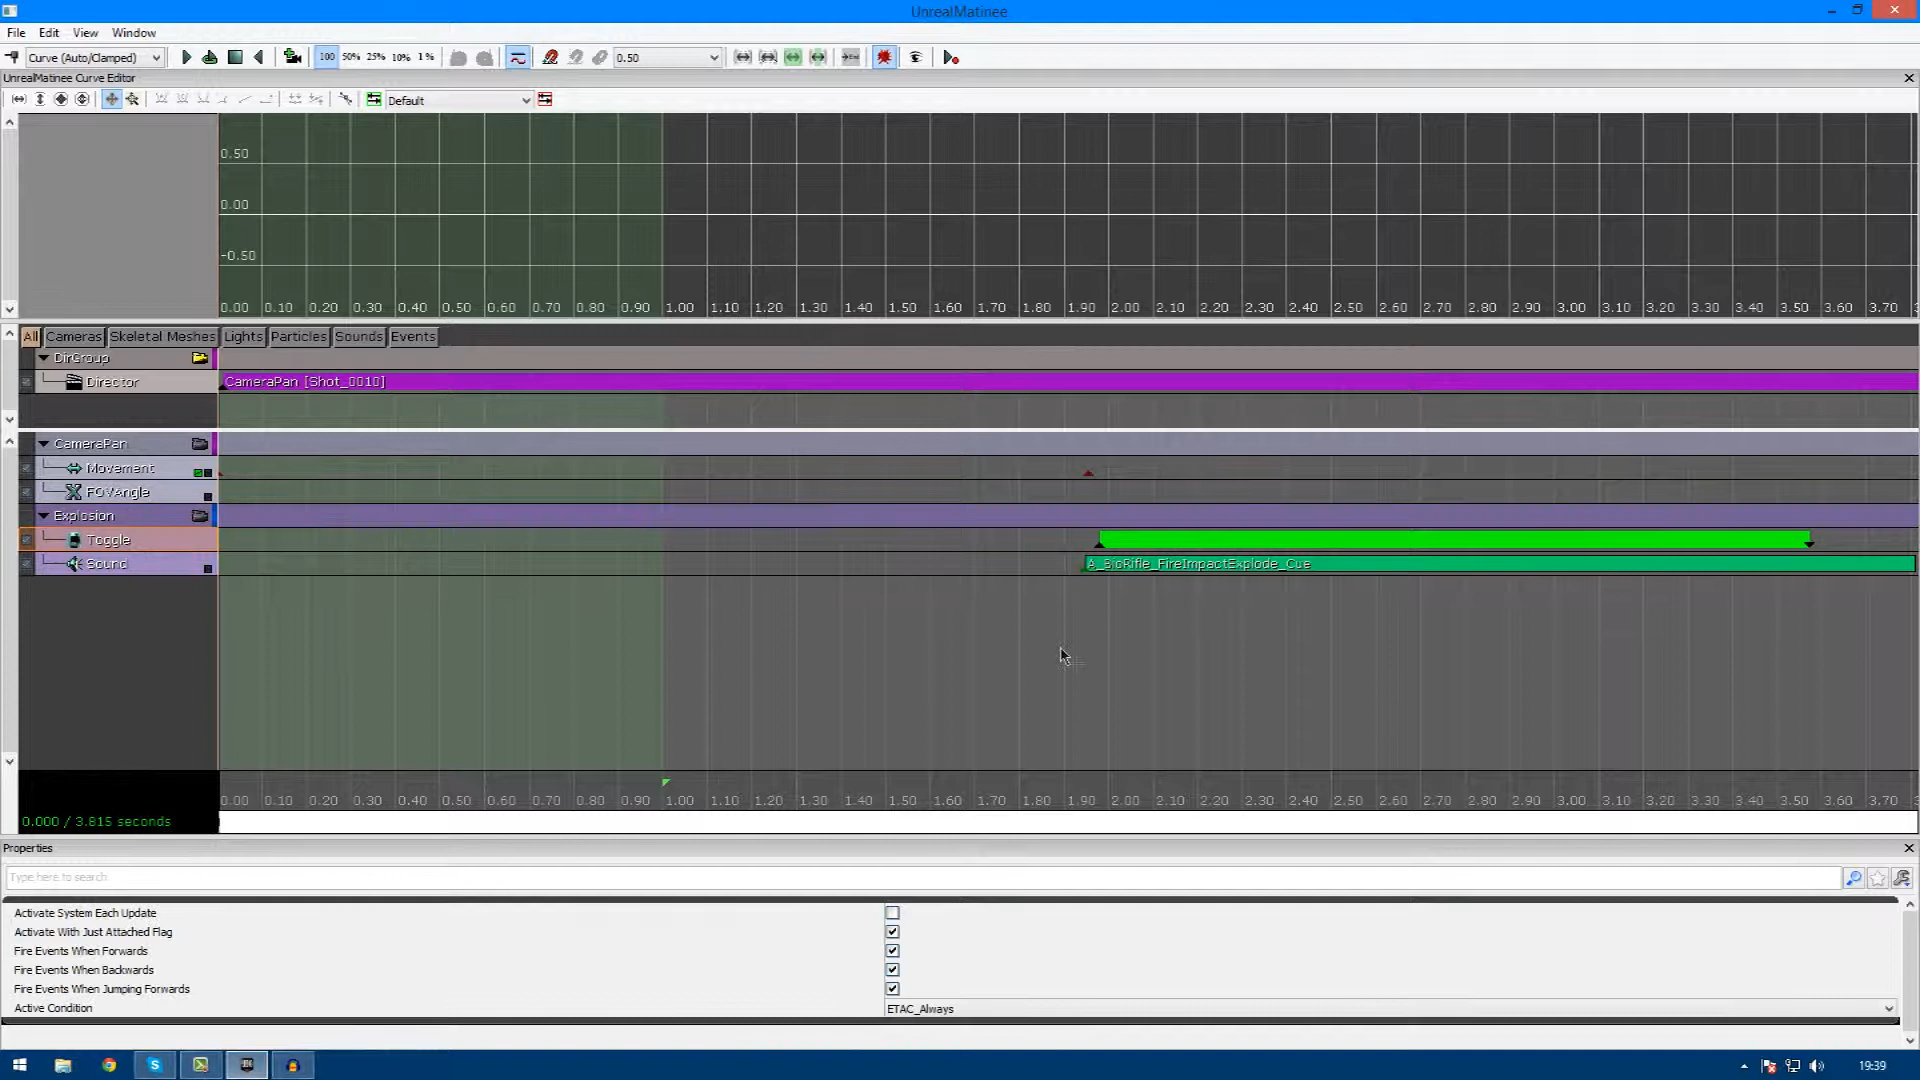 UnrealMatinee
File Edit View Window
Curve (Auto/Clamped) 100 50% 25% 10% 1% 0.50
UnrealMatinee Curve Editor
Default
0.50
0.00
-0.50
0.00 0.10 0.20 0.30 0.40 0.50 0.60 0.70 0.80 0.90 1.00 1.10 1.20 1.30 1.40 1.50 1.60 1.70 1.80 1.90 2.00 2.10 2.20 2.30 2.40 2.50 2.60 2.70 2.80 2.90 3.00 3.10 3.20 3.30 3.40 3.50 3.60 3.70
All Cameras Skeletal Meshes Lights Particles Sounds Events
DirGroup
Director CameraPan [Shot_0010]
CameraPan
Movement
FOVAngle
Explosion
Toggle
Sound A_BioRifle_FireImpactExplode_Cue
0.00 0.10 0.20 0.30 0.40 0.50 0.60 0.70 0.80 0.90 1.00 1.10 1.20 1.30 1.40 1.50 1.60 1.70 1.80 1.90 2.00 2.10 2.20 2.30 2.40 2.50 2.60 2.70 2.80 2.90 3.00 3.10 3.20 3.30 3.40 3.50 3.60 3.70
0.000 / 3.815 seconds
Properties
Type here to search
Activate System Each Update
Activate With Just Attached Flag
Fire Events When Forwards
Fire Events When Backwards
Fire Events When Jumping Forwards
Active Condition ETAC_Always
19:39